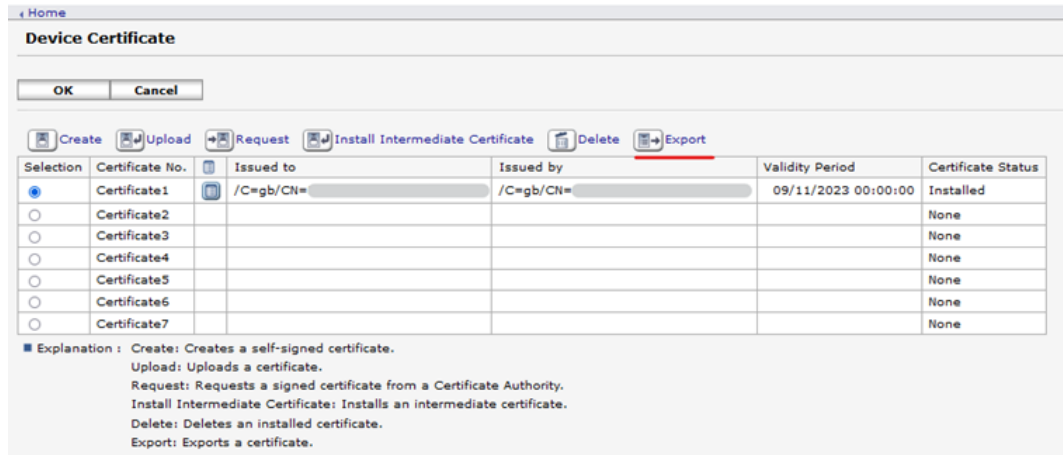 Home
Device Certificate
OK Cancel
Create Upload Request Install Intermediate Certificate Delete Export
Selection Certificate No. Issued to Issued by Validity Period Certificate Status
Certificate1 /C=gb/CN= /C=gb/CN= 09/11/2023 00:00:00 Installed
Certificate2 None
Certificate3 None
Certificate4 None
Certificate5 None
Certificate6 None
Certificate7 None
Explanation : Create: Creates a self-signed certificate.
Upload: Uploads a certificate.
Request: Requests a signed certificate from a Certificate Authority.
Install Intermediate Certificate: Installs an intermediate certificate.
Delete: Deletes an installed certificate.
Export: Exports a certificate.